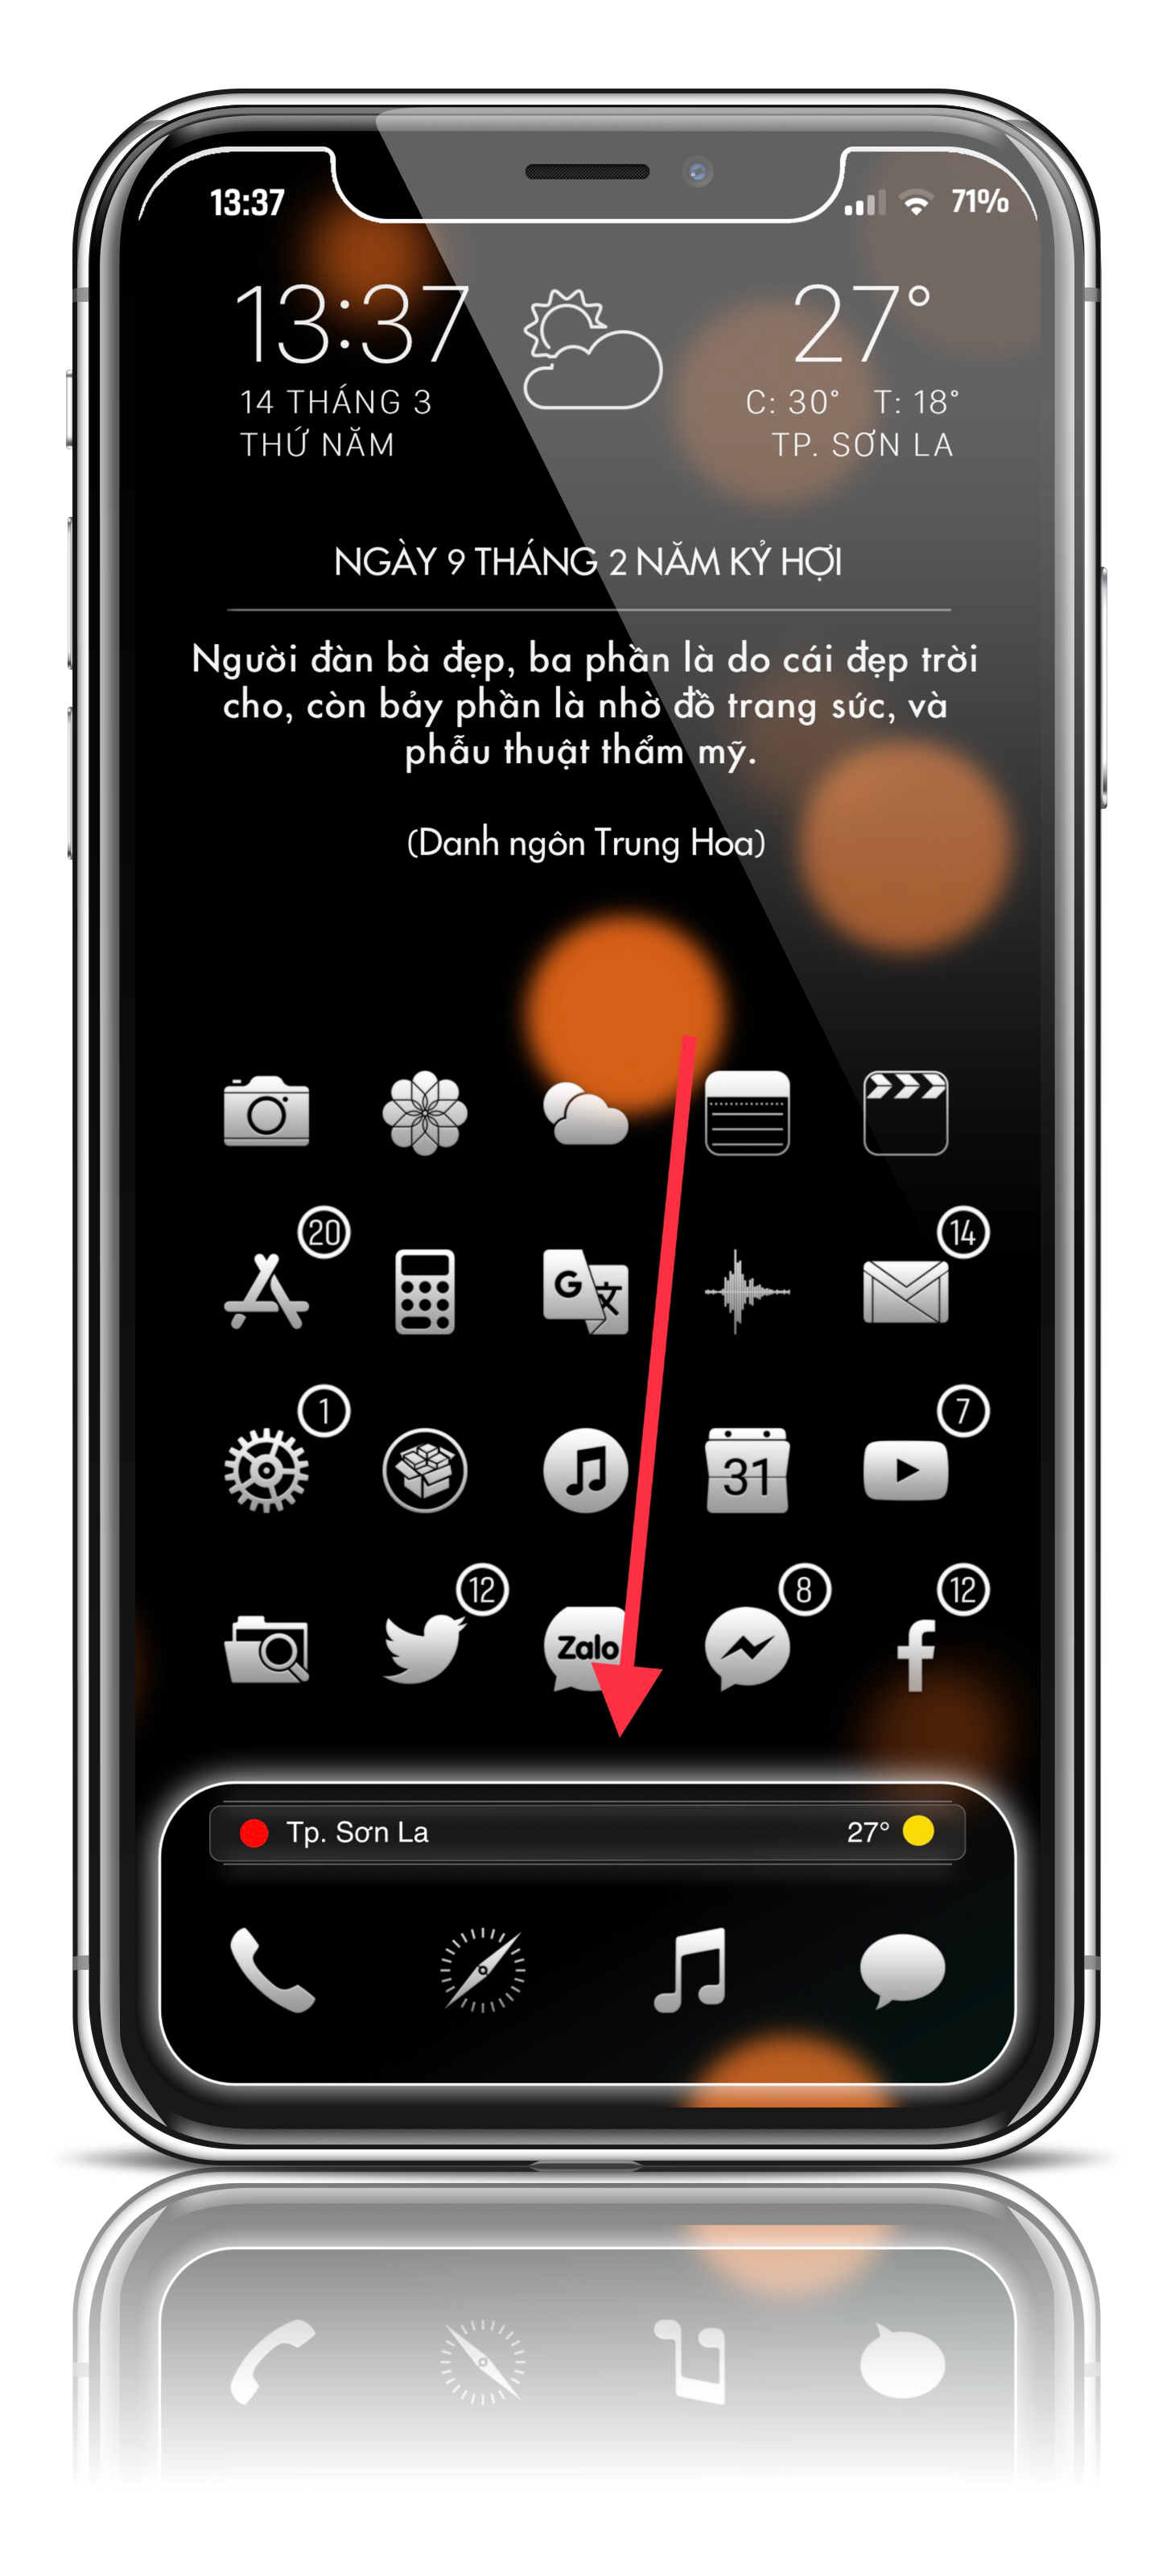 13:37
71%
13:37
27°
14 THÁNG 3
C: 30° T: 18°
THỨ NĂM
TP. SƠN LA
NGÀY 9 THÁNG 2 NĂM KỶ HỢI
Người đàn bà đẹp, ba phần là do cái đẹp trời
cho, còn bảy phần là nhờ đồ trang sức, và
phẫu thuật thẩm mỹ.
(Danh ngôn Trung Hoa)
20
14
G 文
1
7
31
12
8
12
Zalo
Tp. Sơn La
27°